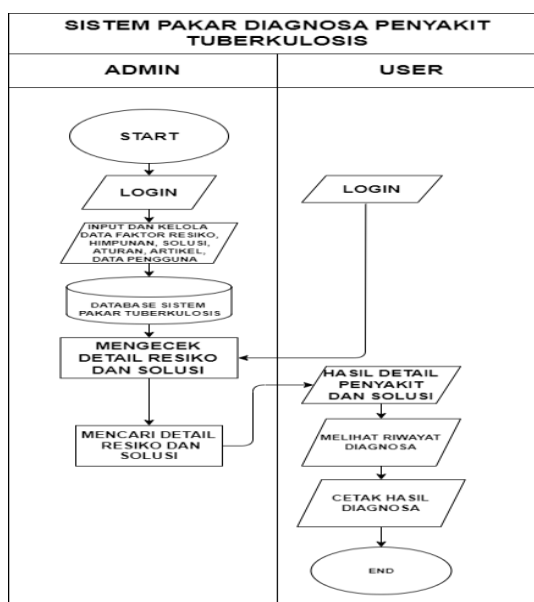 SISTEM PAKAR DIAGNOSA PENYAKIT
TUBERKULOSIS
ADMIN
USER
START
LOGIN
INPUT DAN KELOLA
DATA FAKTOR RESIKO,
HIMPUNAN, SOLUSI,
ATURAN, ARTIKEL,
DATA PENGGUNA
DATABASE SISTEM
PAKAR TUBERKULOSIS
MENGECEK
DETAIL RESIKO
DAN SOLUSI
MENCARI DETAIL
RESIKO DAN
SOLUSI
LOGIN
HASIL DETAIL
PENYAKIT
DAN SOLUSI
MELIHAT RIWAYAT
DIAGNOSA
CETAK HASIL
DIAGNOSA
END